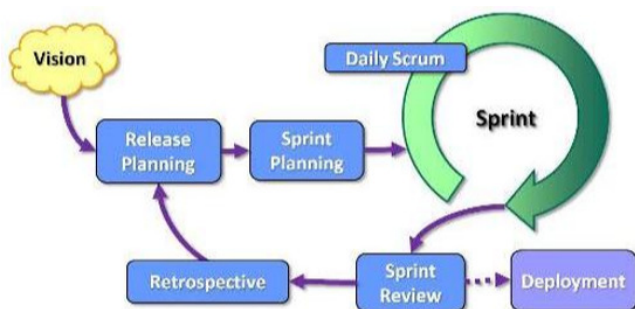 Vision
Daily Scrum
Release
Planning
Sprint
Planning
Sprint
Retrospective
Sprint
Review
Deployment